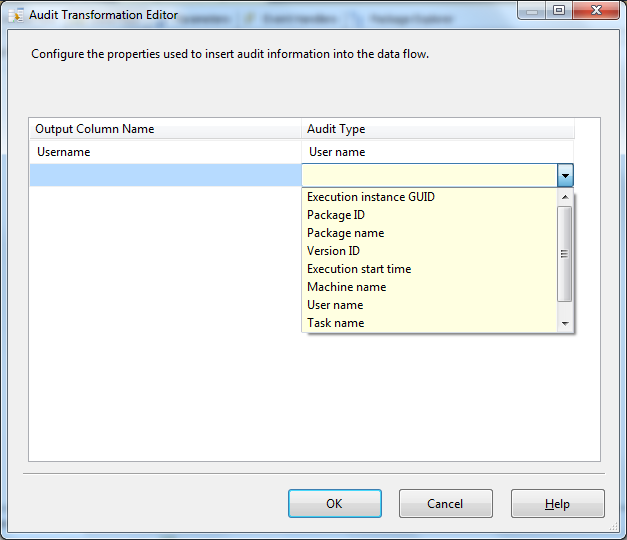 Audit Transformation Editor
Configure the properties used to insert audit information into the data flow.
Output Column Name Audit Type
Username User name
Execution instance GUID
Package ID
Package name
Version ID
Execution start time
Machine name
User name
Task name
OK Cancel Help